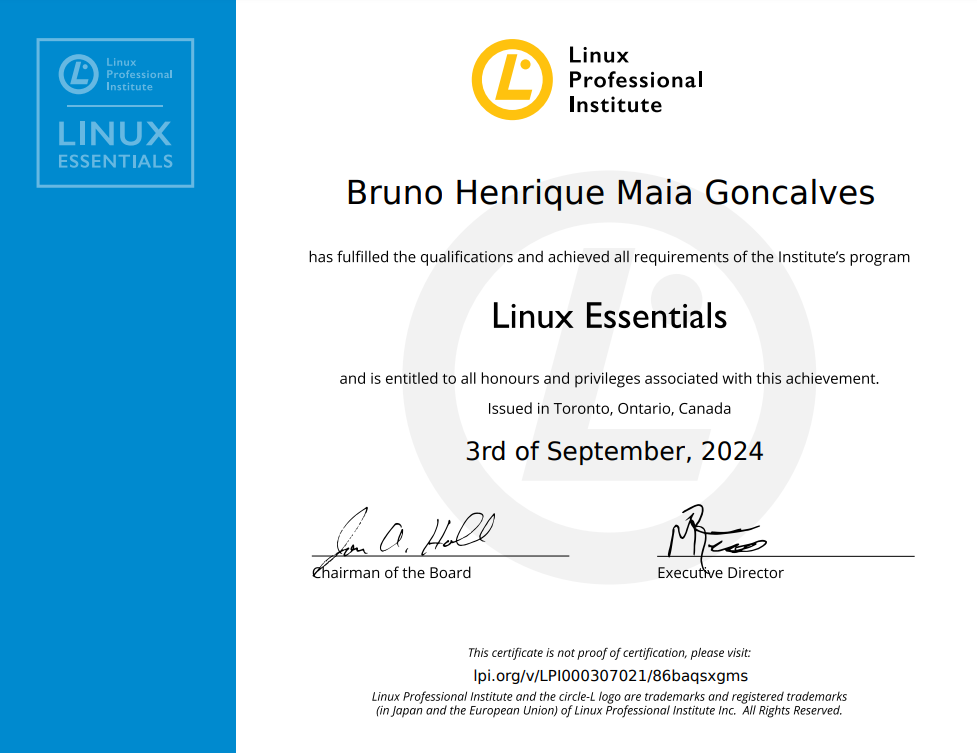 Linux
Professional
Institute
LINUX
ESSENTIALS
Linux
Professional
Institute
Bruno Henrique Maia Goncalves
has fulfilled the qualifications and achieved all requirements of the Institute's program
Linux Essentials
and is entitled to all honours and privileges associated with this achievement.
Issued in Toronto, Ontario, Canada
3rd of September, 2024
Jon A. Hall
Chairman of the Board
Executive Director
This certificate is not proof of certification, please visit:
lpi.org/v/LPI000307021/86baqsxgms
Linux Professional Institute and the circle-L logo are trademarks and registered trademarks
(in Japan and the European Union) of Linux Professional Institute Inc. All Rights Reserved.